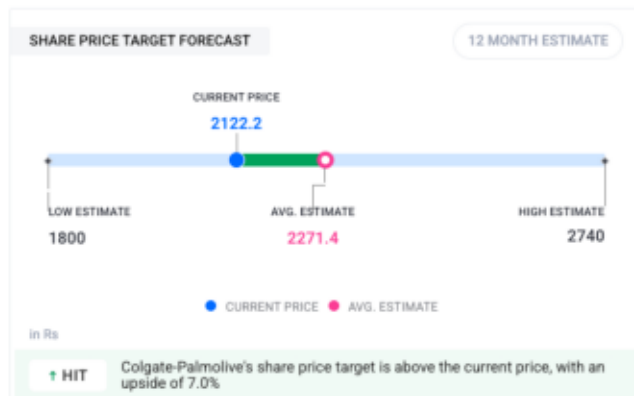 SHARE PRICE TARGET FORECAST
12 MONTH ESTIMATE
CURRENT PRICE
2122.2
LOW ESTIMATE
AVG. ESTIMATE
HIGH ESTIMATE
1800
2271.4
2740
CURRENT PRICE
AVG. ESTIMATE
in Rs
↑ HIT
Colgate-Palmolive's share price target is above the current price, with an
upside of 7.0%